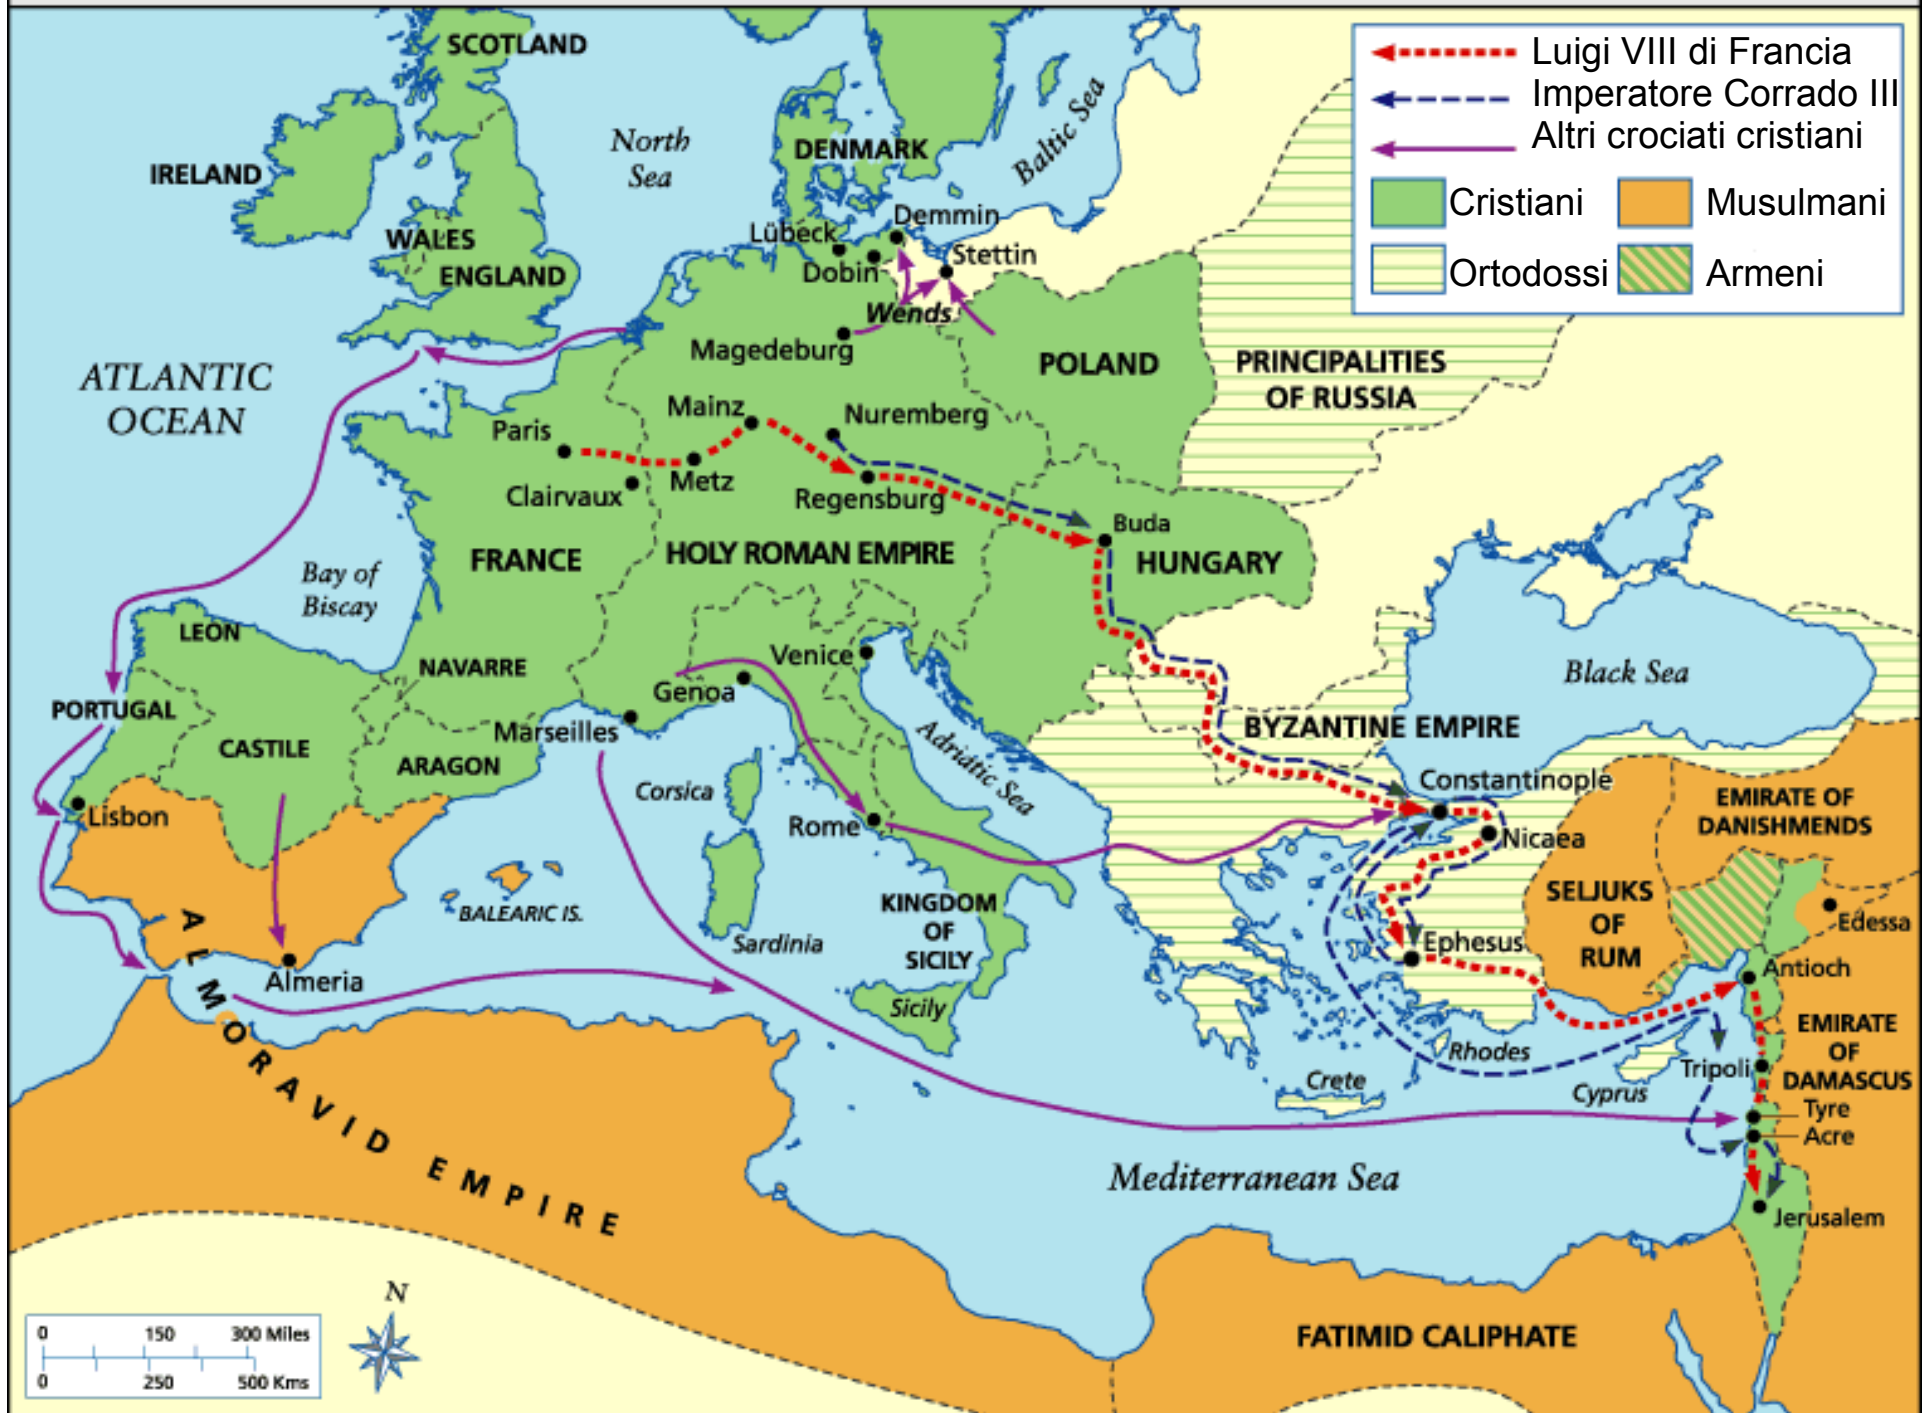 SCOTLAND
Luigi VIII di Francia
Imperatore Corrado III
Altri crociati cristiani
Cristiani
Musulmani
Ortodossi
Armeni
North
Sea
Baltic Sea
DENMARK
IRELAND
WALES
ENGLAND
Demmin
Lübeck
Dobin
Stettin
Wends
Magedeburg
POLAND
PRINCIPALITIES
OF RUSSIA
ATLANTIC
OCEAN
Mainz
Nuremberg
Paris
Metz
Clairvaux
Regensburg
Buda
FRANCE
HOLY ROMAN EMPIRE
HUNGARY
Bay of
Biscay
LEON
NAVARRE
Venice
Genoa
Black Sea
PORTUGAL
CASTILE
Marseilles
ARAGON
BYZANTINE EMPIRE
Adriatic Sea
Corsica
Constantinople
Lisbon
Rome
Nicaea
EMIRATE OF
DANISHMENDS
BALEARIC IS.
Sardinia
KINGDOM
OF
SICILY
SELJUKS
OF
RUM
Edessa
Ephesus
Almeria
Antioch
Sicily
ALMORAVID EMPIRE
Rhodes
Crete
Cyprus
Tripoli
EMIRATE
OF
DAMASCUS
Tyre
Acre
Mediterranean Sea
Jerusalem
FATIMID CALIPHATE
N
0 150 300 Miles
0 250 500 Kms